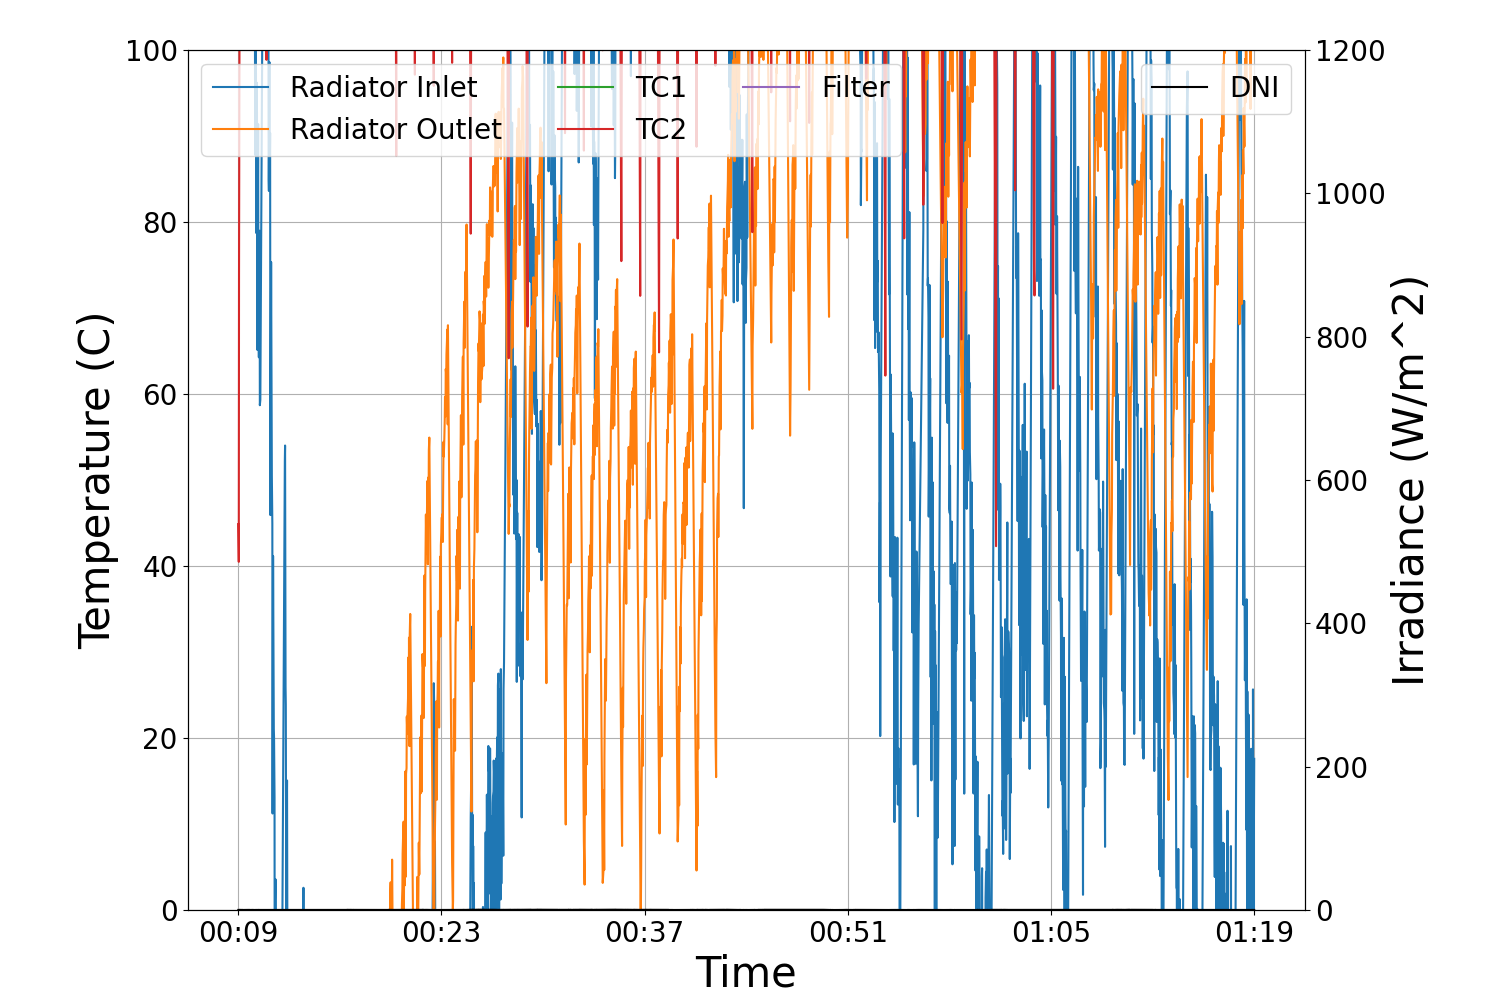 100
80
60
40
20
0
Temperature (C)
Radiator Inlet
Radiator Outlet
TC1
TC2
Filter
DNI
1200
1000
800
600
400
200
0
Irradiance (W/m^2)
00:09
00:23
00:37
00:51
01:05
01:19
Time